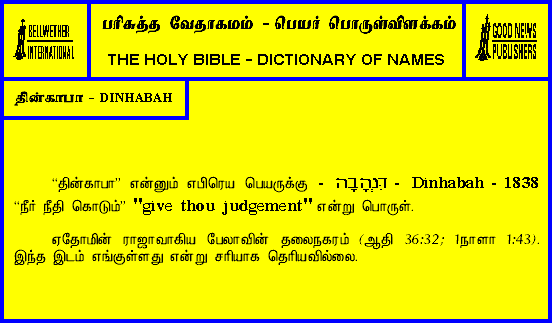 BELLWETHER
INTERNATIONAL
பரிசுத்த வேதாகமம் - பெயர் பொருள்விளக்கம்
THE HOLY BIBLE - DICTIONARY OF NAMES
GOOD NEWS
PUBLISHERS
தின்காபா - DINHABAH
“தின்காபா” என்னும் எபிரெய பெயருக்கு - דִּנְהָבָה - Dinhabah - 1838
“நீர் நீதி கொடும்” "give thou judgement" என்று பொருள்.
ஏதோமின் ராஜாவாகிய பேலாவின் தலைநகரம் (ஆதி 36:32; 1நாளா 1:43).
இந்த இடம் எங்குள்ளது என்று சரியாக தெரியவில்லை.